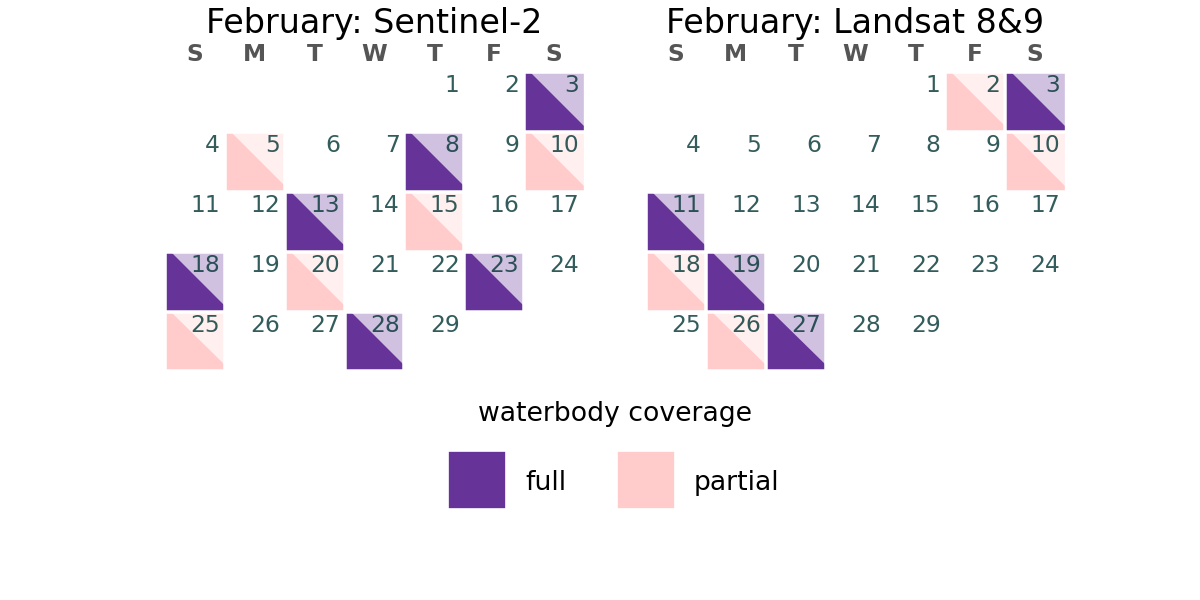 February: Sentinel-2
S M T W T F S
1 2 3
4 5 6 7 8 9 10
11 12 13 14 15 16 17
18 19 20 21 22 23 24
25 26 27 28 29
February: Landsat 8&9
S M T W T F S
1 2 3
4 5 6 7 8 9 10
11 12 13 14 15 16 17
18 19 20 21 22 23 24
25 26 27 28 29
waterbody coverage
full partial